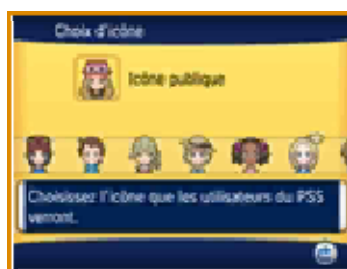 Choix d'icône
Icône publique
Choisissez l'icône que les utilisateurs du PSS
verront.